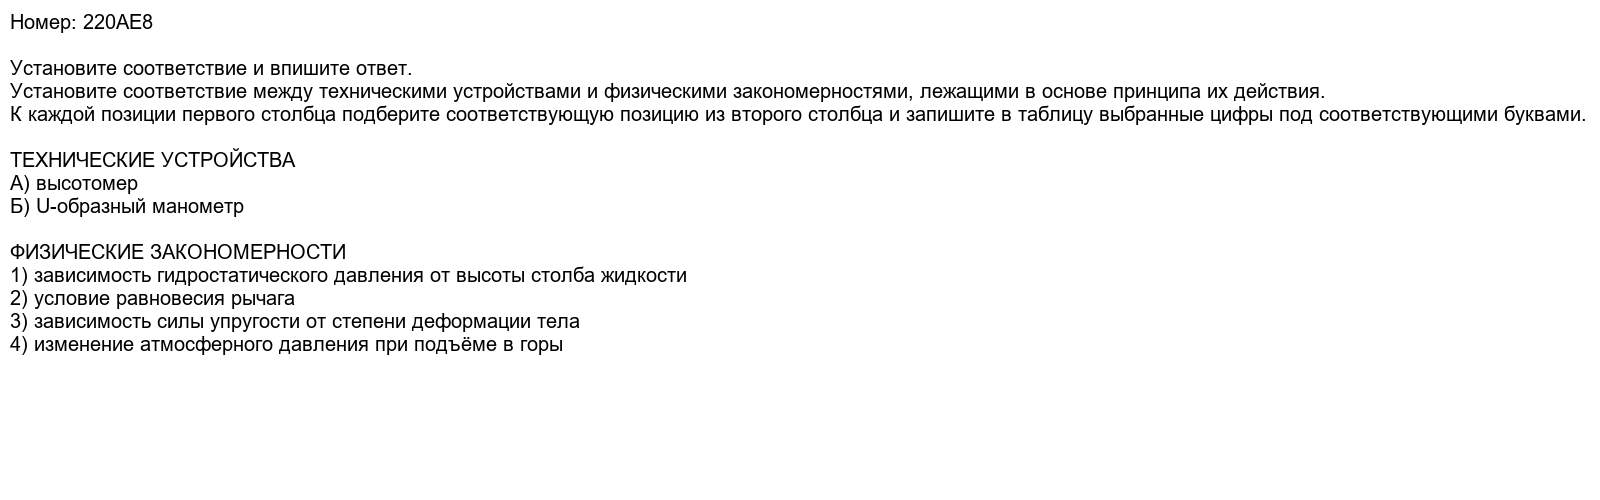 Номер: 220AE8
Установите соответствие и впишите ответ.
Установите соответствие между техническими устройствами и физическими закономерностями, лежащими в основе принципа их действия.
К каждой позиции первого столбца подберите соответствующую позицию из второго столбца и запишите в таблицу выбранные цифры под соответствующими буквами.
ТЕХНИЧЕСКИЕ УСТРОЙСТВА
А) высотомер
Б) U-образный манометр
ФИЗИЧЕСКИЕ ЗАКОНОМЕРНОСТИ
1) зависимость гидростатического давления от высоты столба жидкости
2) условие равновесия рычага
3) зависимость силы упругости от степени деформации тела
4) изменение атмосферного давления при подъёме в горы